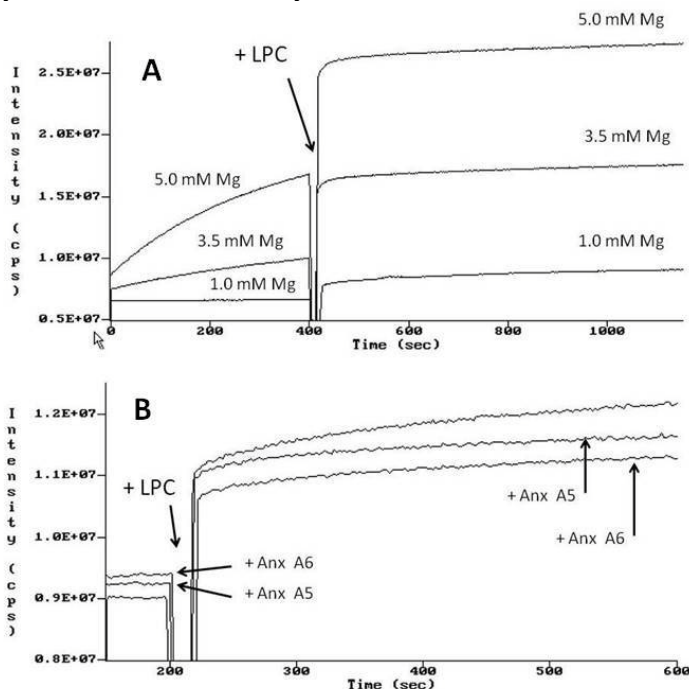 5.0 mM Mg
A
+ LPC
2.5E+07
2.0E+07
3.5 mM Mg
5.0 mM Mg
1.5E+07
3.5 mM Mg
1.0 mM Mg
1.0E+07
1.0 mM Mg
0.5E+07
Intensity (cps)
0 200 400 600 800 1000
Time (sec)
B
1.2E+07
1.1E+07
+ LPC
+ Anx A5
1.0E+07
+ Anx A6
+ Anx A6
+ Anx A5
0.9E+07
0.8E+07
Intensity (cps)
200 300 400 500 600
Time (sec)